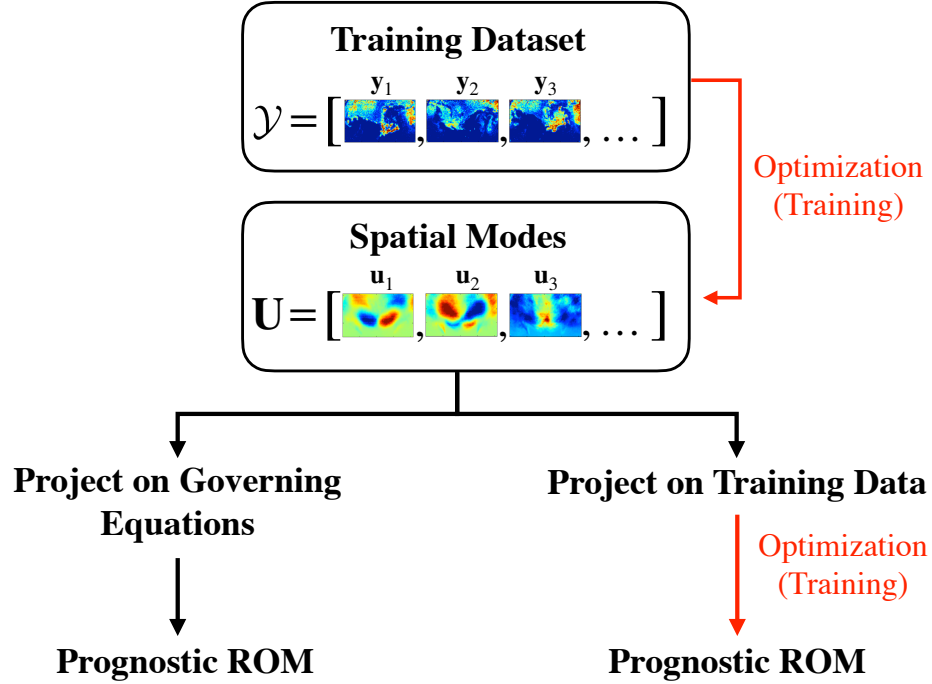 Training Dataset
y₁ y₂ y₃
𝒴 = [ , , , … ]
Optimization
(Training)
Spatial Modes
u₁ u₂ u₃
U = [ , , , … ]
Project on Governing
Equations
Project on Training Data
Optimization
(Training)
Prognostic ROM
Prognostic ROM